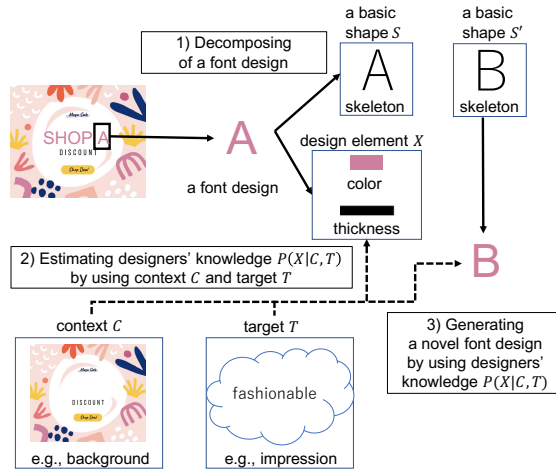 a basic
shape S
a basic
shape S′
1) Decomposing
of a font design
A
skeleton
B
skeleton
Mega Sale
SHOP A
DISCOUNT
Shop Now!
A
a font design
design element X
color
thickness
2) Estimating designers’ knowledge P(X|C, T)
by using context C and target T
B
context C
target T
3) Generating
a novel font design
by using designers’
knowledge P(X|C, T)
Mega Sale
DISCOUNT
e.g., background
fashionable
e.g., impression